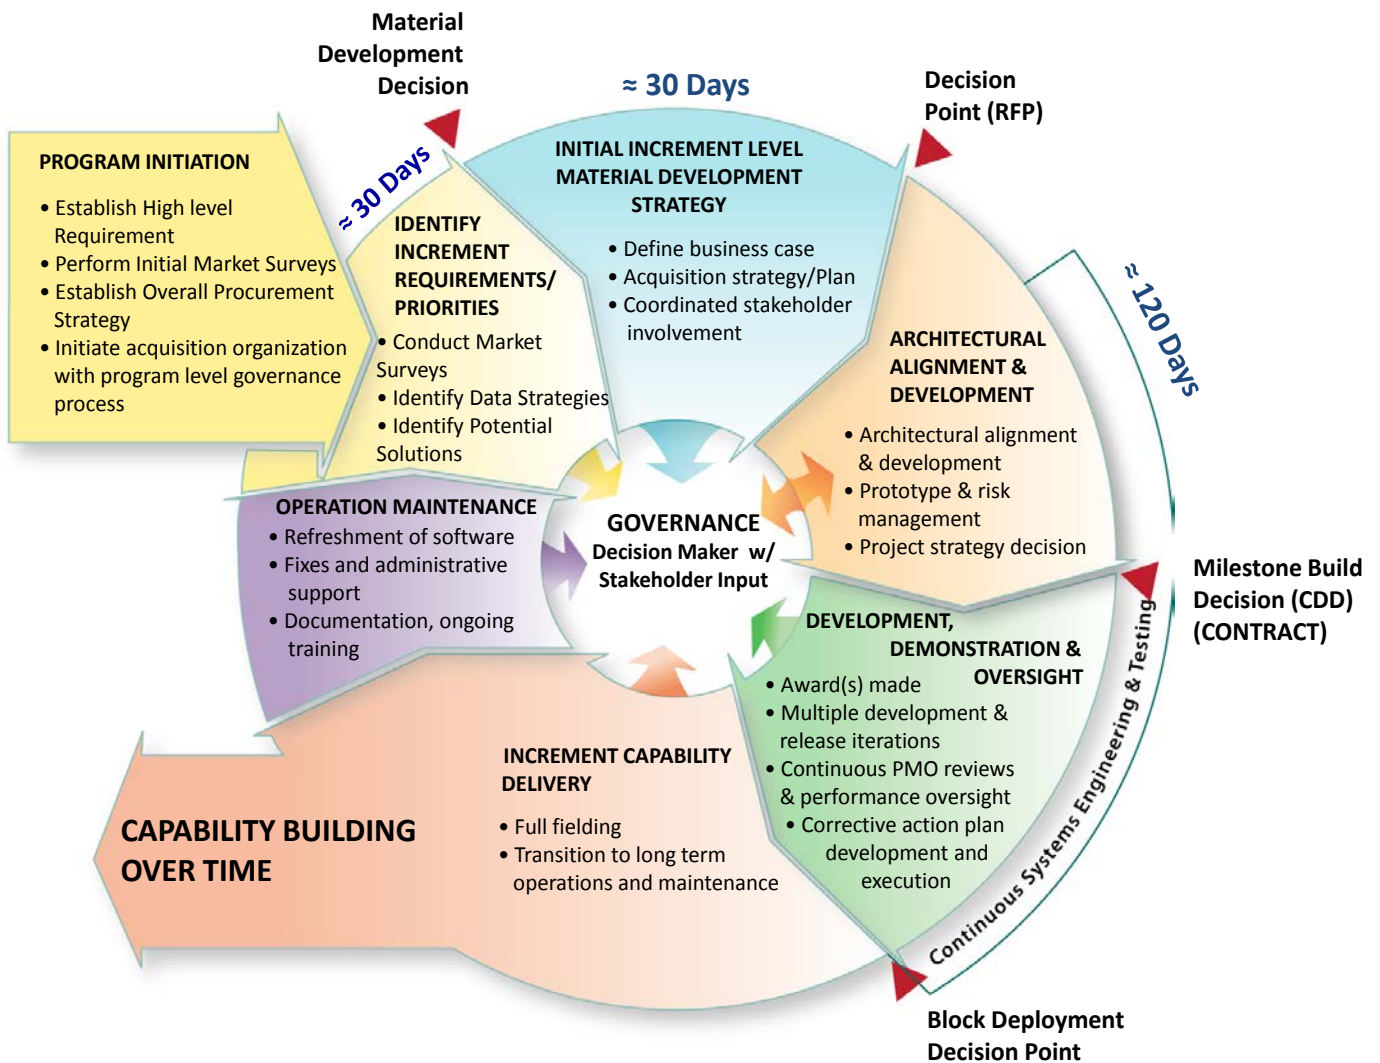 Material
Development
Decision
≈ 30 Days
Decision
Point (RFP)
PROGRAM INITIATION
• Establish High level
Requirement
• Perform Initial Market Surveys
• Establish Overall Procurement
Strategy
• Initiate acquisition organization
with program level governance
process
≈ 30 Days
IDENTIFY
INCREMENT
REQUIREMENTS/
PRIORITIES
• Conduct Market
Surveys
• Identify Data Strategies
• Identify Potential
Solutions
INITIAL INCREMENT LEVEL
MATERIAL DEVELOPMENT
STRATEGY
• Define business case
• Acquisition strategy/Plan
• Coordinated stakeholder
involvement
≈ 120 Days
ARCHITECTURAL
ALIGNMENT &
DEVELOPMENT
• Architectural alignment
& development
• Prototype & risk
management
• Project strategy decision
Milestone Build
Decision (CDD)
(CONTRACT)
OPERATION MAINTENANCE
• Refreshment of software
• Fixes and administrative
support
• Documentation, ongoing
training
GOVERNANCE
Decision Maker w/
Stakeholder Input
DEVELOPMENT,
DEMONSTRATION &
OVERSIGHT
• Award(s) made
• Multiple development &
release iterations
• Continuous PMO reviews
& performance oversight
• Corrective action plan
development and
execution
Continuous Systems Engineering & Testing
INCREMENT CAPABILITY
DELIVERY
• Full fielding
• Transition to long term
operations and maintenance
CAPABILITY BUILDING
OVER TIME
Block Deployment
Decision Point